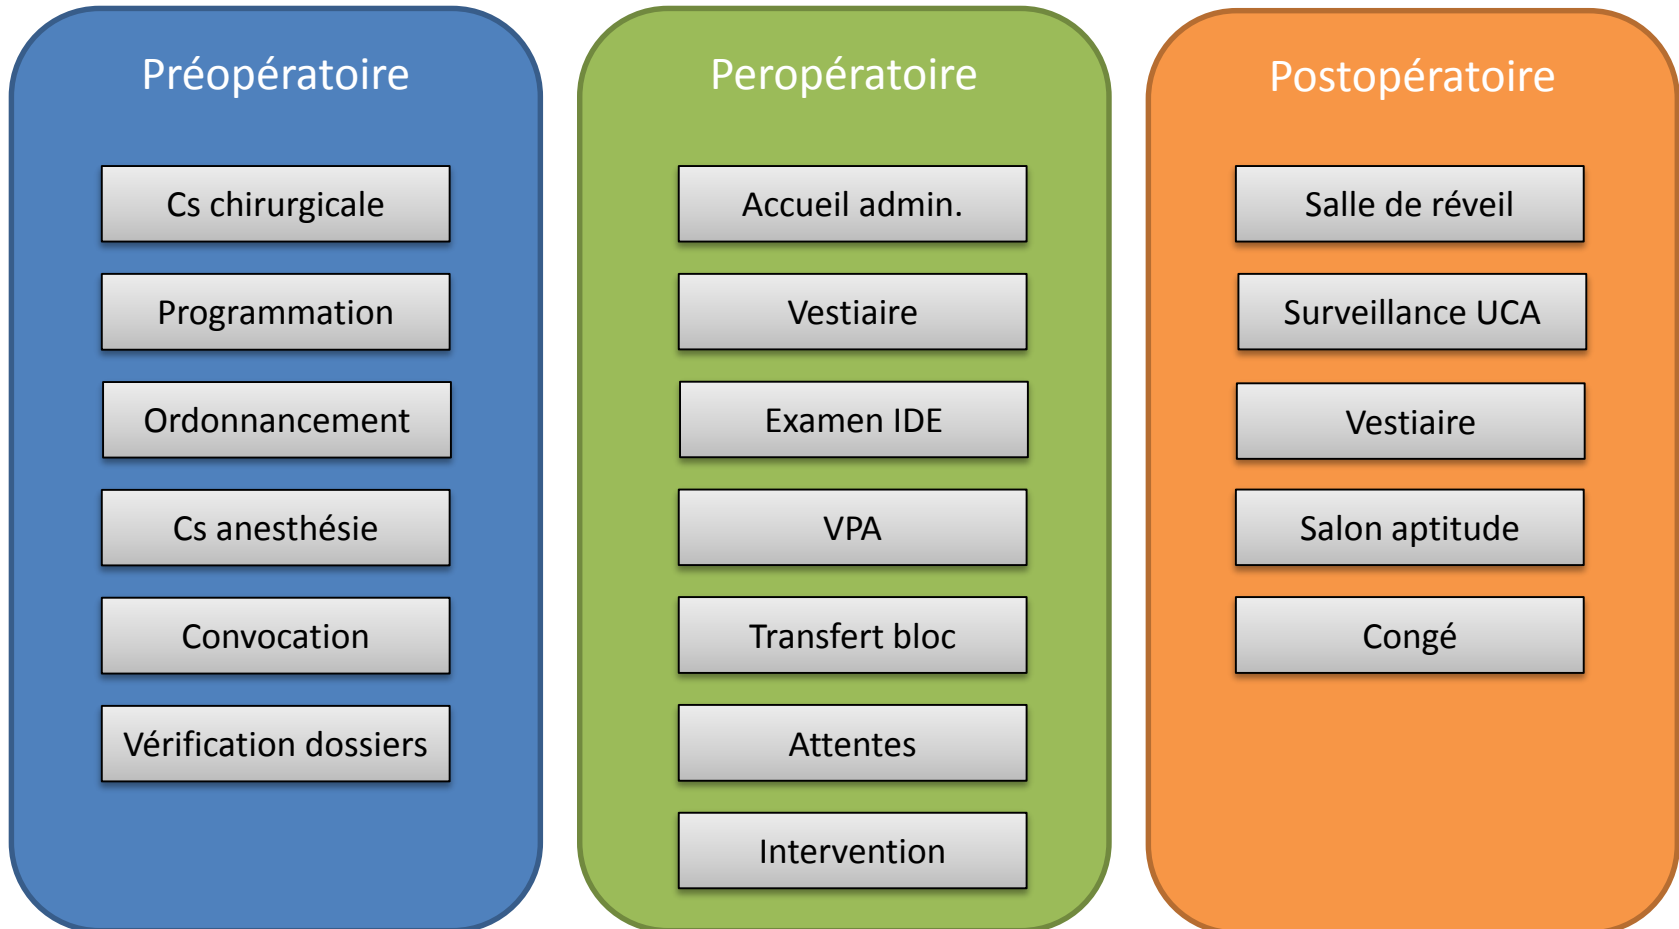 Préopératoire
Cs chirurgicale
Programmation
Ordonnancement
Cs anesthésie
Convocation
Vérification dossiers
Peropératoire
Accueil admin.
Vestiaire
Examen IDE
VPA
Transfert bloc
Attentes
Intervention
Postopératoire
Salle de réveil
Surveillance UCA
Vestiaire
Salon aptitude
Congé